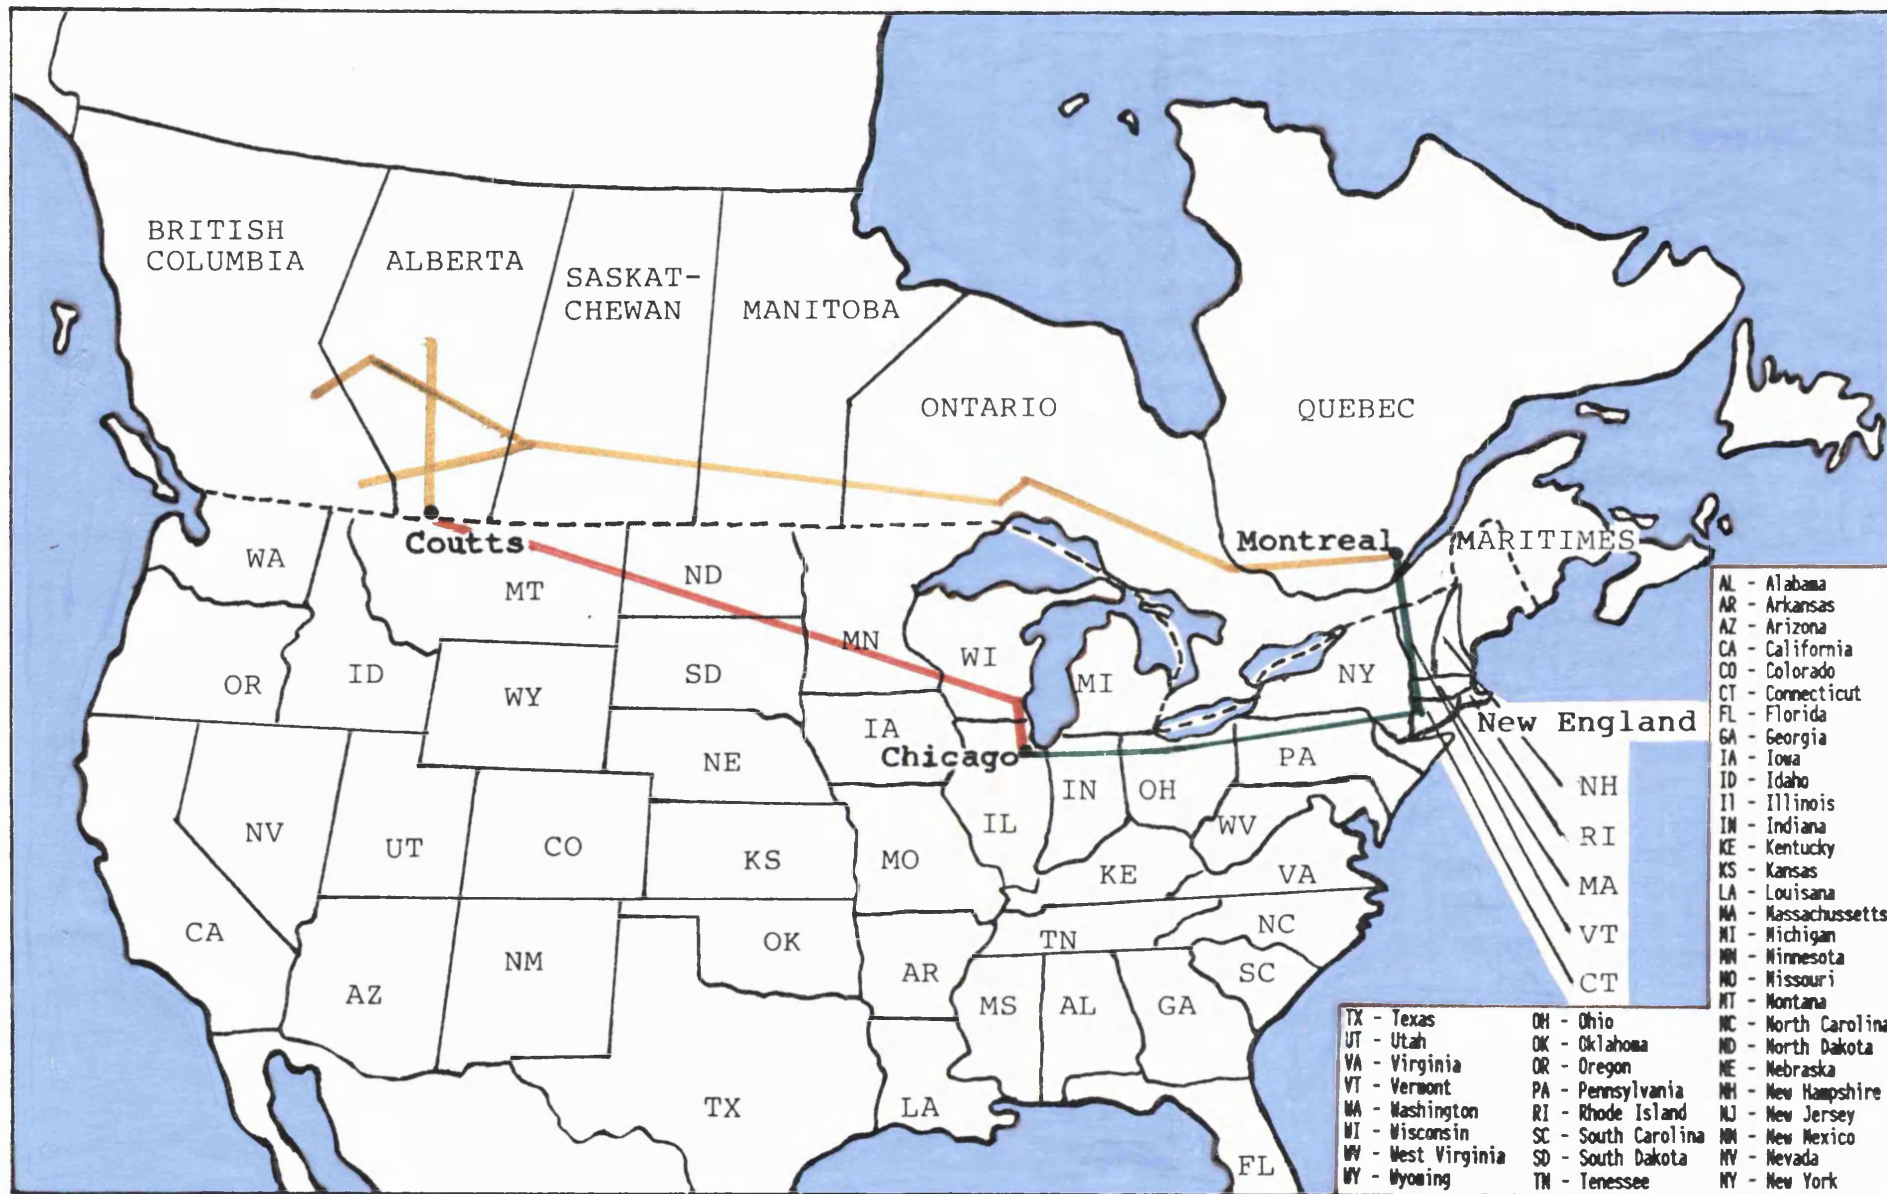 BRITISH
COLUMBIA
ALBERTA
SASKAT-
CHEWAN
MANITOBA
ONTARIO
QUEBEC
Coutts
Montreal
MARITIMES
WA
MT
ND
MN
WI
MI
NY
OR
ID
WY
SD
IA
Chicago
New England
NE
PA
NV
UT
CO
KS
MO
IL
IN
OH
WV
KE
VA
CA
AZ
NM
OK
AR
TN
NC
SC
MS
AL
GA
TX
LA
FL
NH
RI
MA
VT
CT
AL - Alabama
AR - Arkansas
AZ - Arizona
CA - California
CO - Colorado
CT - Connecticut
FL - Florida
GA - Georgia
IA - Iowa
ID - Idaho
Il - Illinois
IN - Indiana
KE - Kentucky
KS - Kansas
LA - Louisana
MA - Massachussetts
MI - Michigan
MN - Minnesota
MO - Missouri
MT - Montana
NC - North Carolina
ND - North Dakota
NE - Nebraska
NH - New Hampshire
NJ - New Jersey
NM - New Mexico
NV - Nevada
NY - New York
OH - Ohio
OK - Oklahoma
OR - Oregon
PA - Pennsylvania
RI - Rhode Island
SC - South Carolina
SD - South Dakota
TN - Tenessee
TX - Texas
UT - Utah
VA - Virginia
VT - Vermont
WA - Washington
WI - Wisconsin
WV - West Virginia
WY - Wyoming